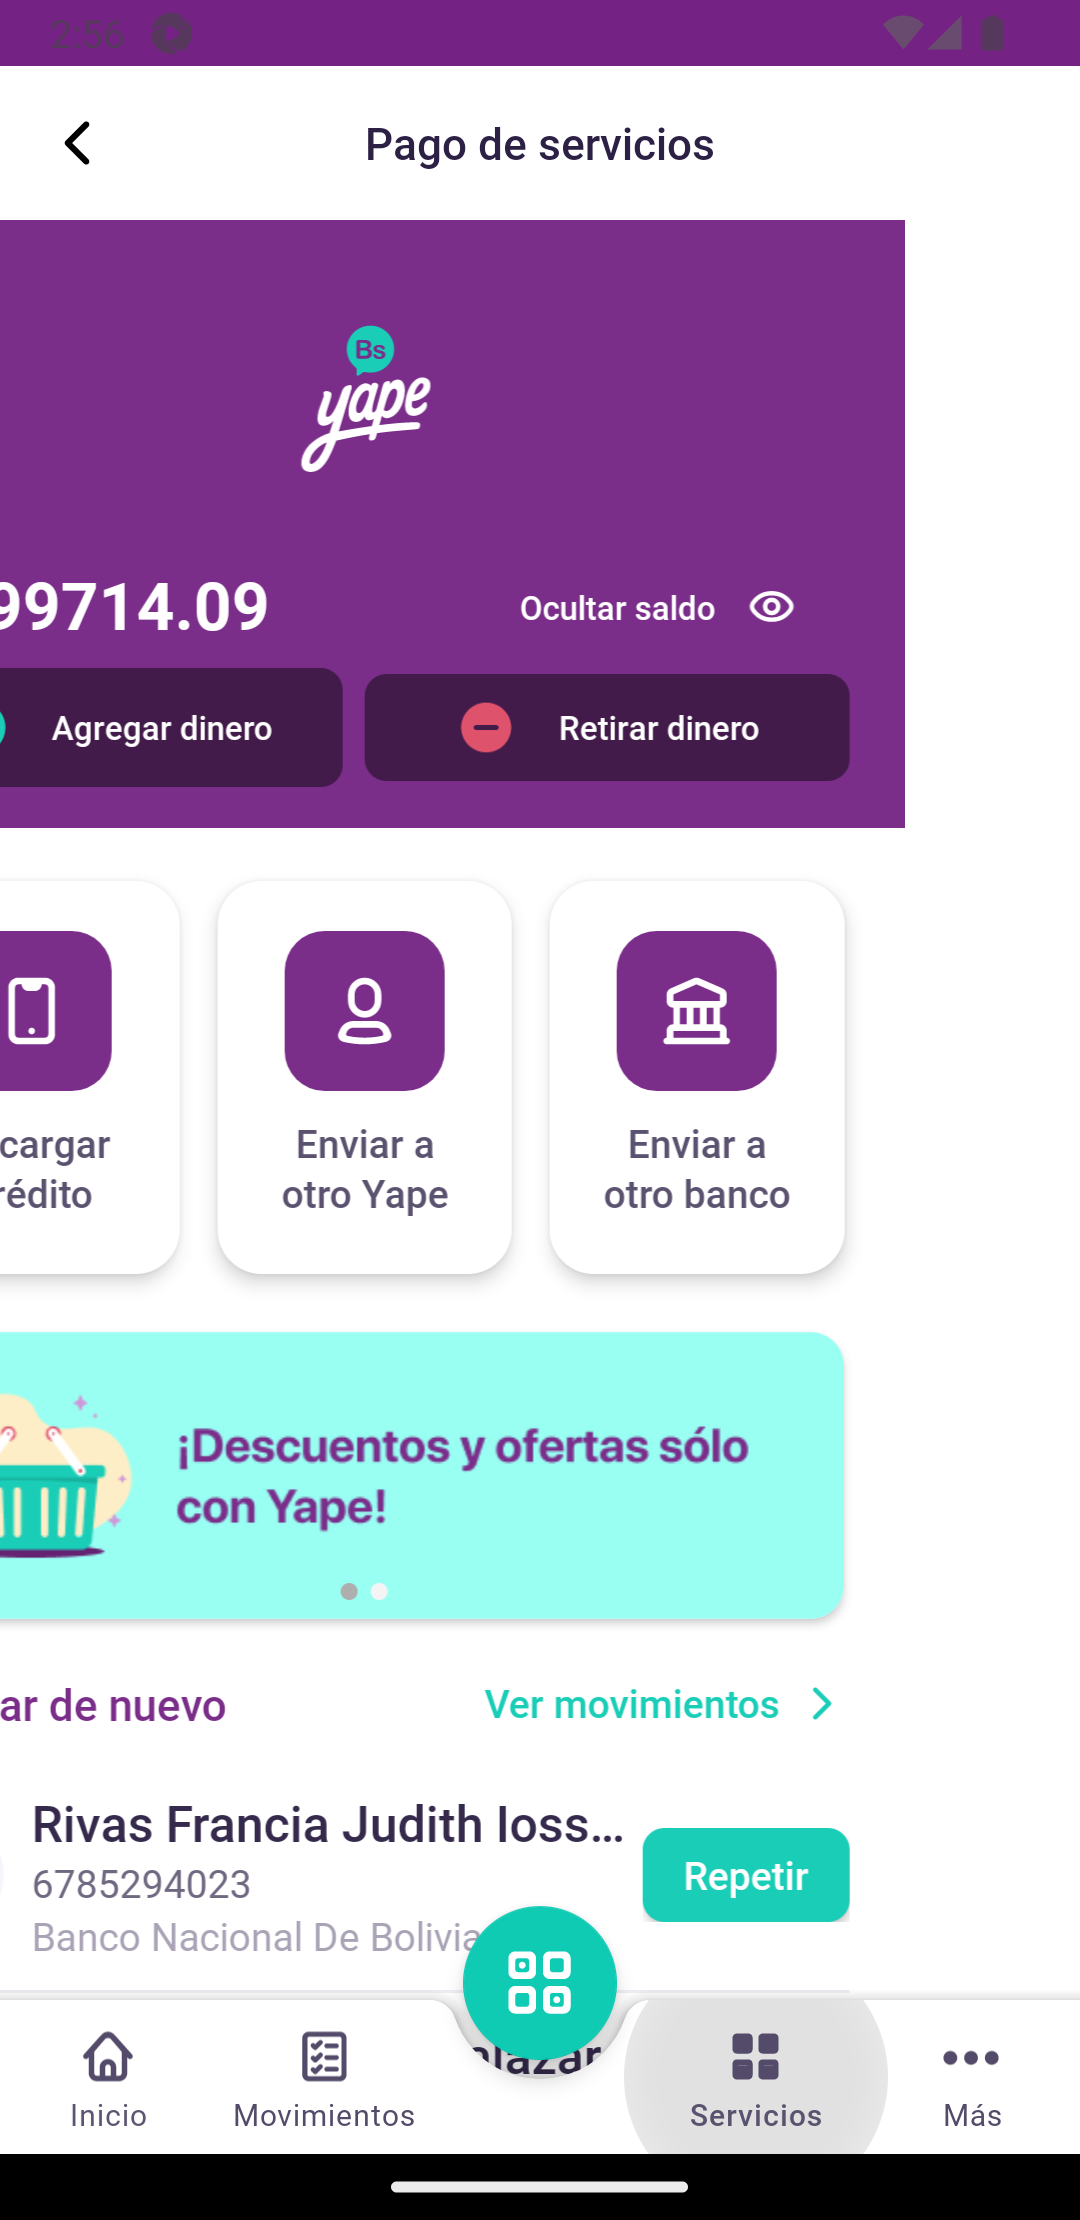 2:56
Pago de servicios
Bs
yape
99714.09
Ocultar saldo
Agregar dinero
Retirar dinero
cargar
rédito
Enviar a
otro Yape
Enviar a
otro banco
¡Descuentos y ofertas sólo
con Yape!
ar de nuevo
Ver movimientos
Rivas Francia Judith Ioss...
6785294023
Repetir
Banco Nacional De Bolivia
Inicio
Movimientos
Servicios
Más